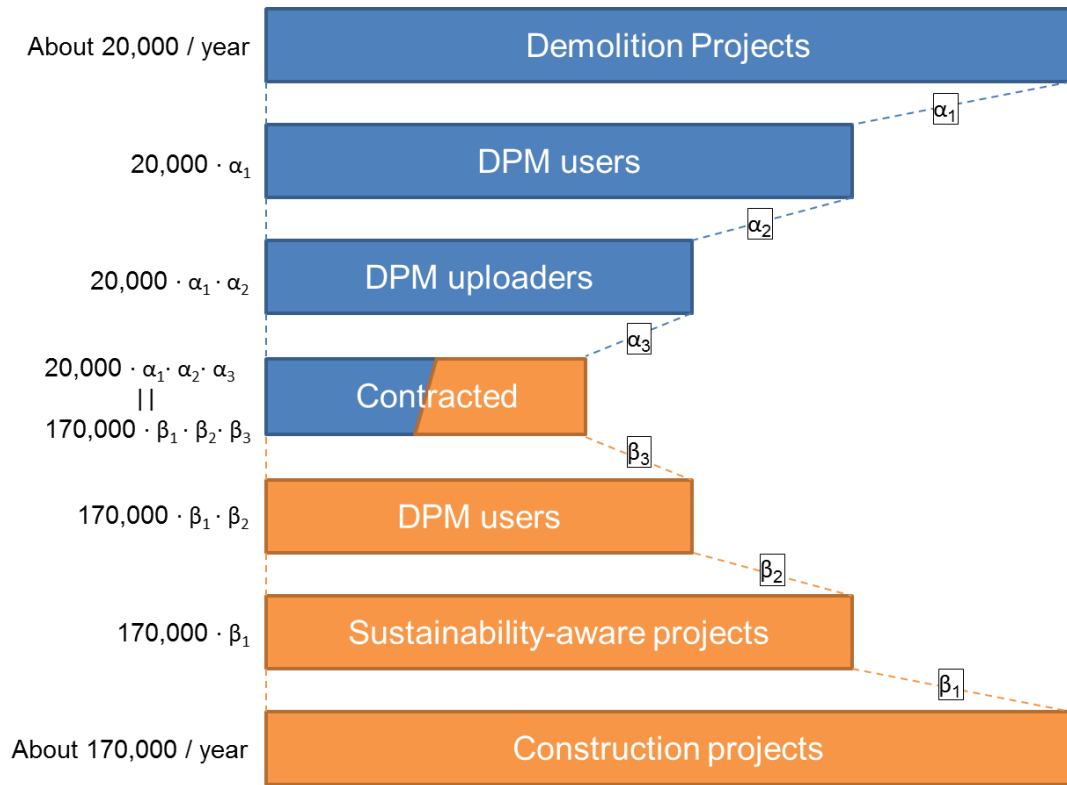 About 20,000 / year
Demolition Projects
α₁
20,000 · α₁
DPM users
α₂
20,000 · α₁ · α₂
DPM uploaders
α₃
20,000 · α₁· α₂ · α₃
||
170,000 · β₁ · β₂ · β₃
Contracted
β₃
170,000 · β₁ · β₂
DPM users
β₂
170,000 · β₁
Sustainability-aware projects
β₁
About 170,000 / year
Construction projects